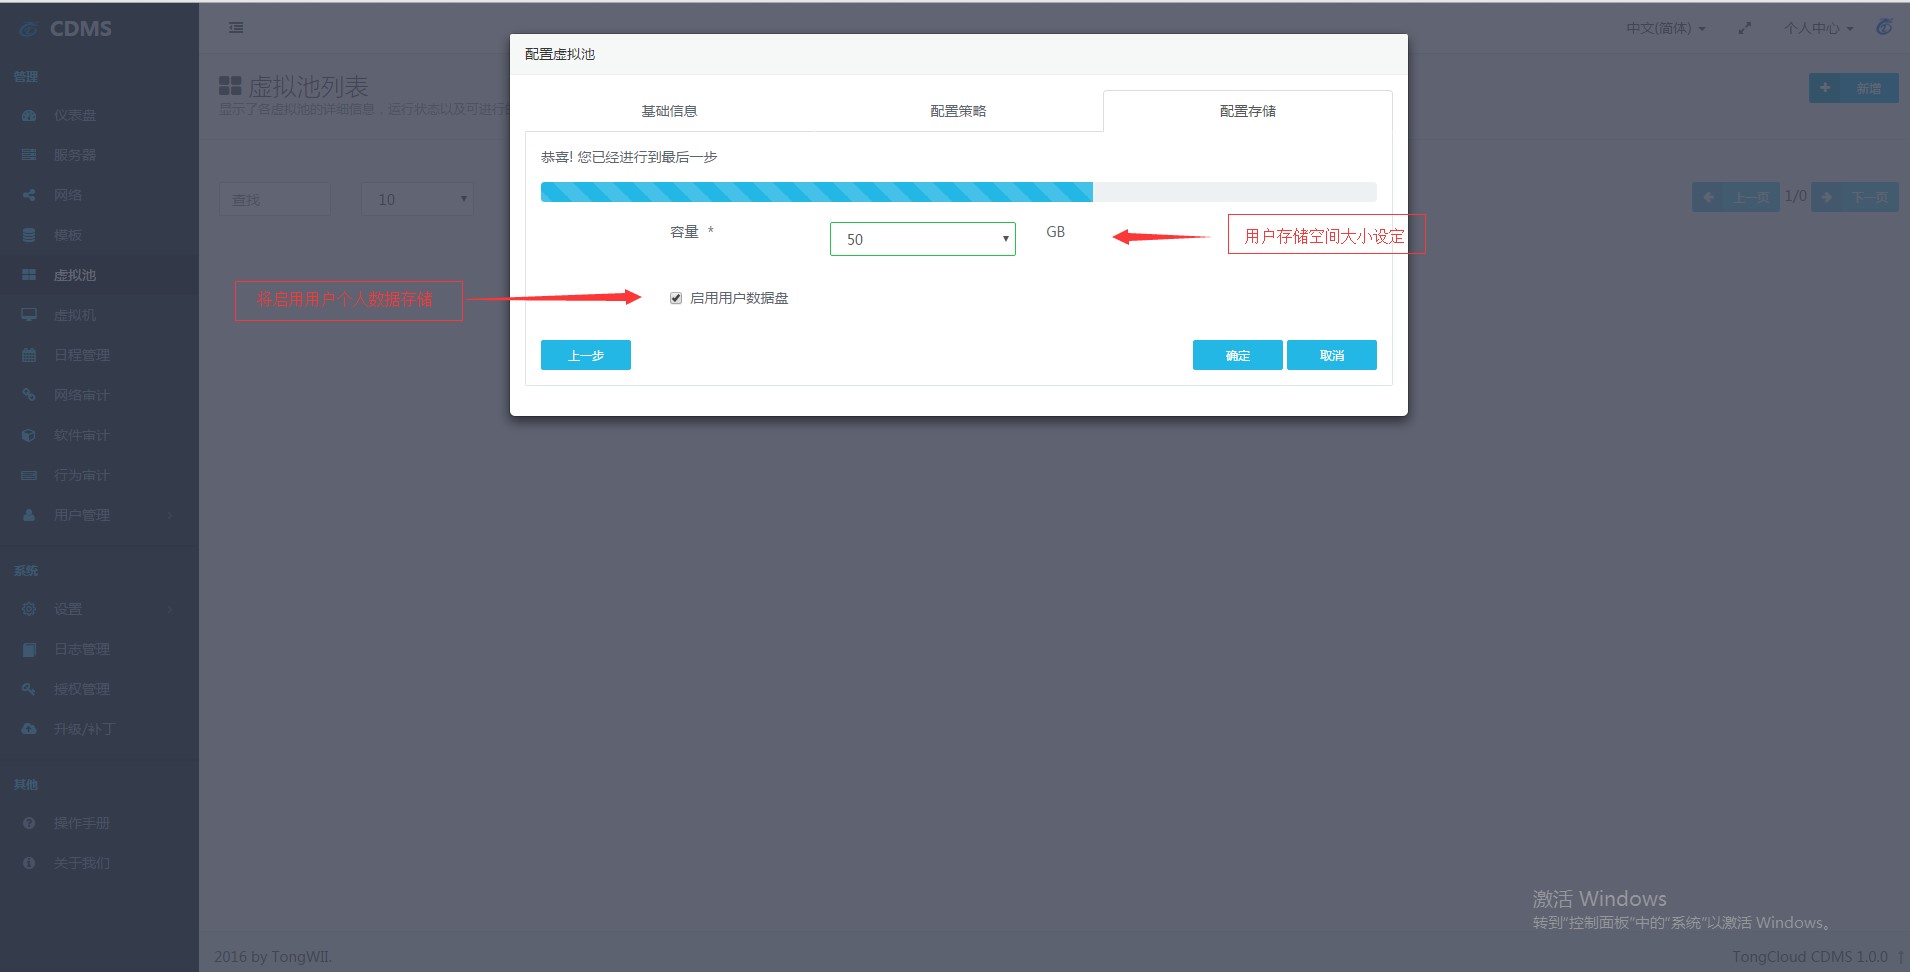 CDMS
中文(简体)
个人中心
配置虚拟池
管理
仪表盘
服务器
网络
模板
虚拟池
虚拟机
日程管理
网络审计
软件审计
行为审计
用户管理
系统
设置
日志管理
授权管理
升级/补丁
其他
操作手册
关于我们
虚拟池列表
显示了各虚拟池的详细信息，运行状态以及可进行
新增
查找
10
上一页
1/0
下一页
基础信息
配置策略
配置存储
恭喜! 您已经进行到最后一步
容量 *
50
GB
用户存储空间大小设定
将启用用户个人数据存储
启用用户数据盘
上一步
确定
取消
激活 Windows
转到"控制面板"中的"系统"以激活 Windows。
2016 by TongWII.
TongCloud CDMS 1.0.0